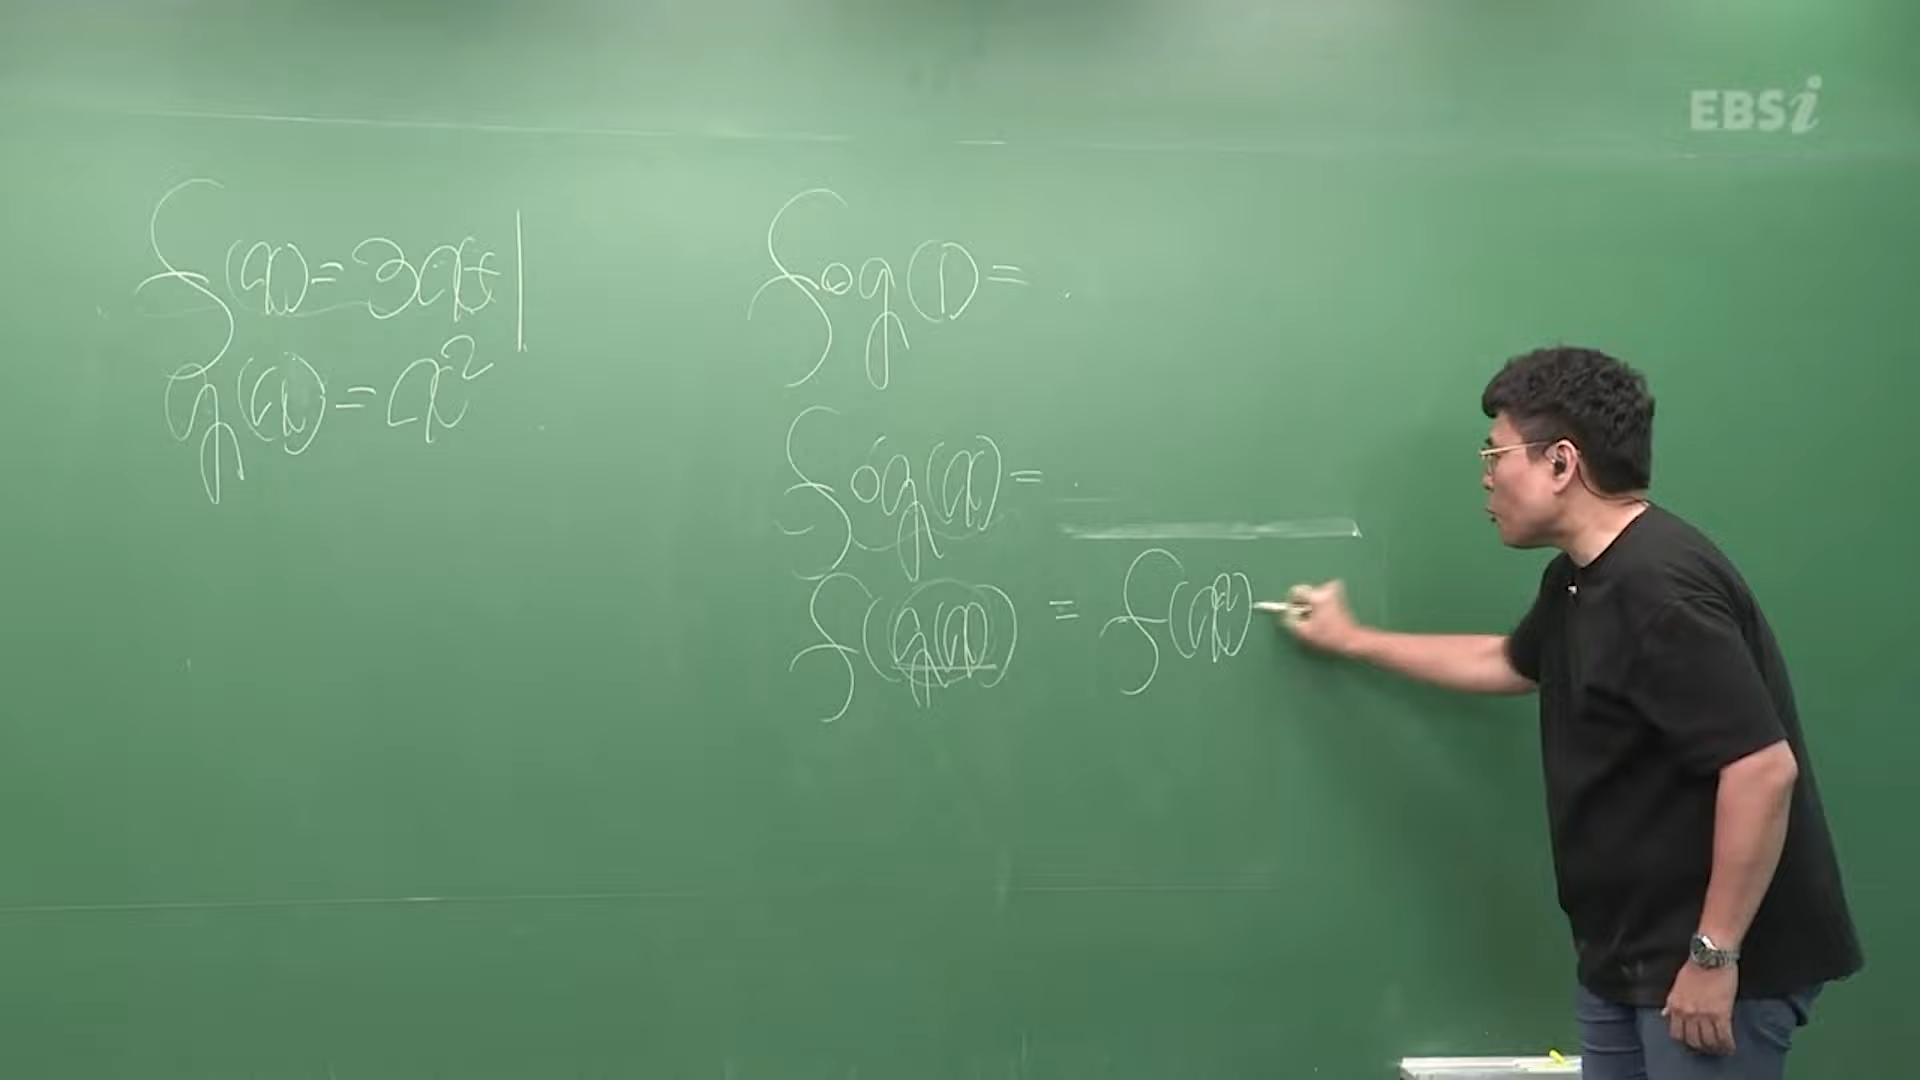 EBSi
f(x)=3x+1
g(x)=x²
f∘g(1)=
f∘g(x)=
f(g(x)) = f(x²)